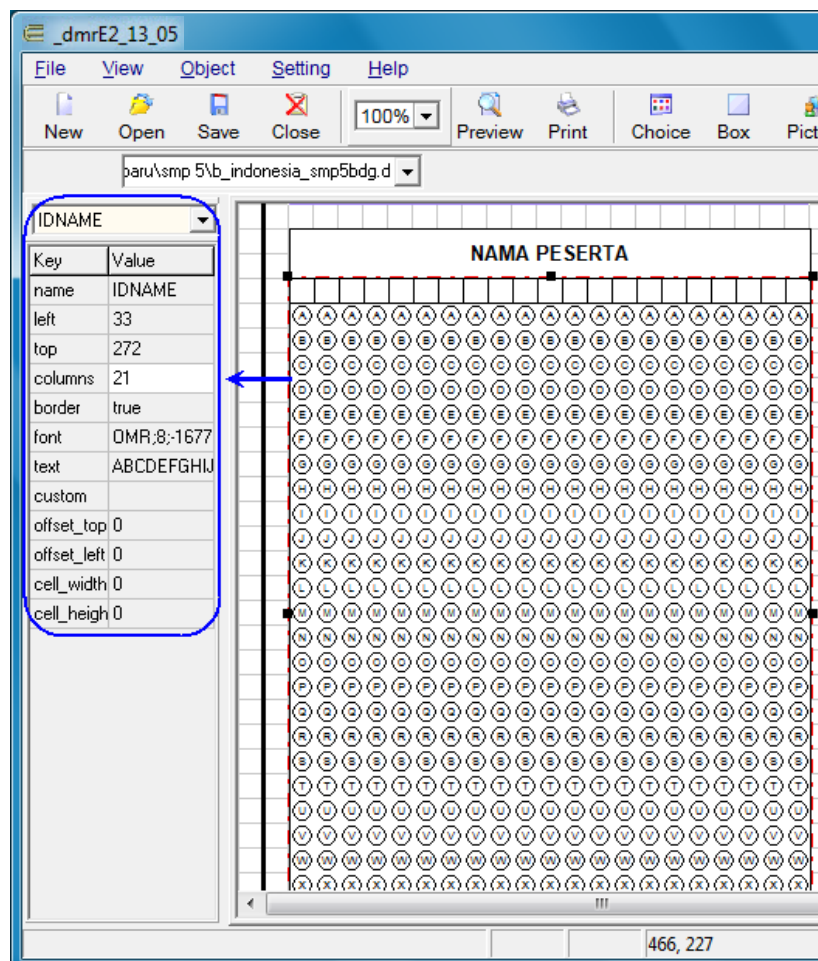 _dmrE2_13_05
File View Object Setting Help
New Open Save Close 100% Preview Print Choice Box Pict
baru\smp 5\b_indonesia_smp5bdg.d
IDNAME
Key Value
name IDNAME
left 33
top 272
columns 21
border true
font OMR;8;-1677
text ABCDEFGHIJ
custom
offset_top 0
offset_left 0
cell_width 0
cell_heigh 0
NAMA PESERTA
A A A A A A A A A A A A A A A A A A A A A
B B B B B B B B B B B B B B B B B B B B B
C C C C C C C C C C C C C C C C C C C C C
D D D D D D D D D D D D D D D D D D D D D
E E E E E E E E E E E E E E E E E E E E E
F F F F F F F F F F F F F F F F F F F F F
G G G G G G G G G G G G G G G G G G G G G
H H H H H H H H H H H H H H H H H H H H H
I I I I I I I I I I I I I I I I I I I I I
J J J J J J J J J J J J J J J J J J J J J
K K K K K K K K K K K K K K K K K K K K K
L L L L L L L L L L L L L L L L L L L L L
M M M M M M M M M M M M M M M M M M M M M
N N N N N N N N N N N N N N N N N N N N N
O O O O O O O O O O O O O O O O O O O O O
P P P P P P P P P P P P P P P P P P P P P
Q Q Q Q Q Q Q Q Q Q Q Q Q Q Q Q Q Q Q Q Q
R R R R R R R R R R R R R R R R R R R R R
S S S S S S S S S S S S S S S S S S S S S
T T T T T T T T T T T T T T T T T T T T T
U U U U U U U U U U U U U U U U U U U U U
V V V V V V V V V V V V V V V V V V V V V
W W W W W W W W W W W W W W W W W W W W W
X X X X X X X X X X X X X X X X X X X X X
466, 227